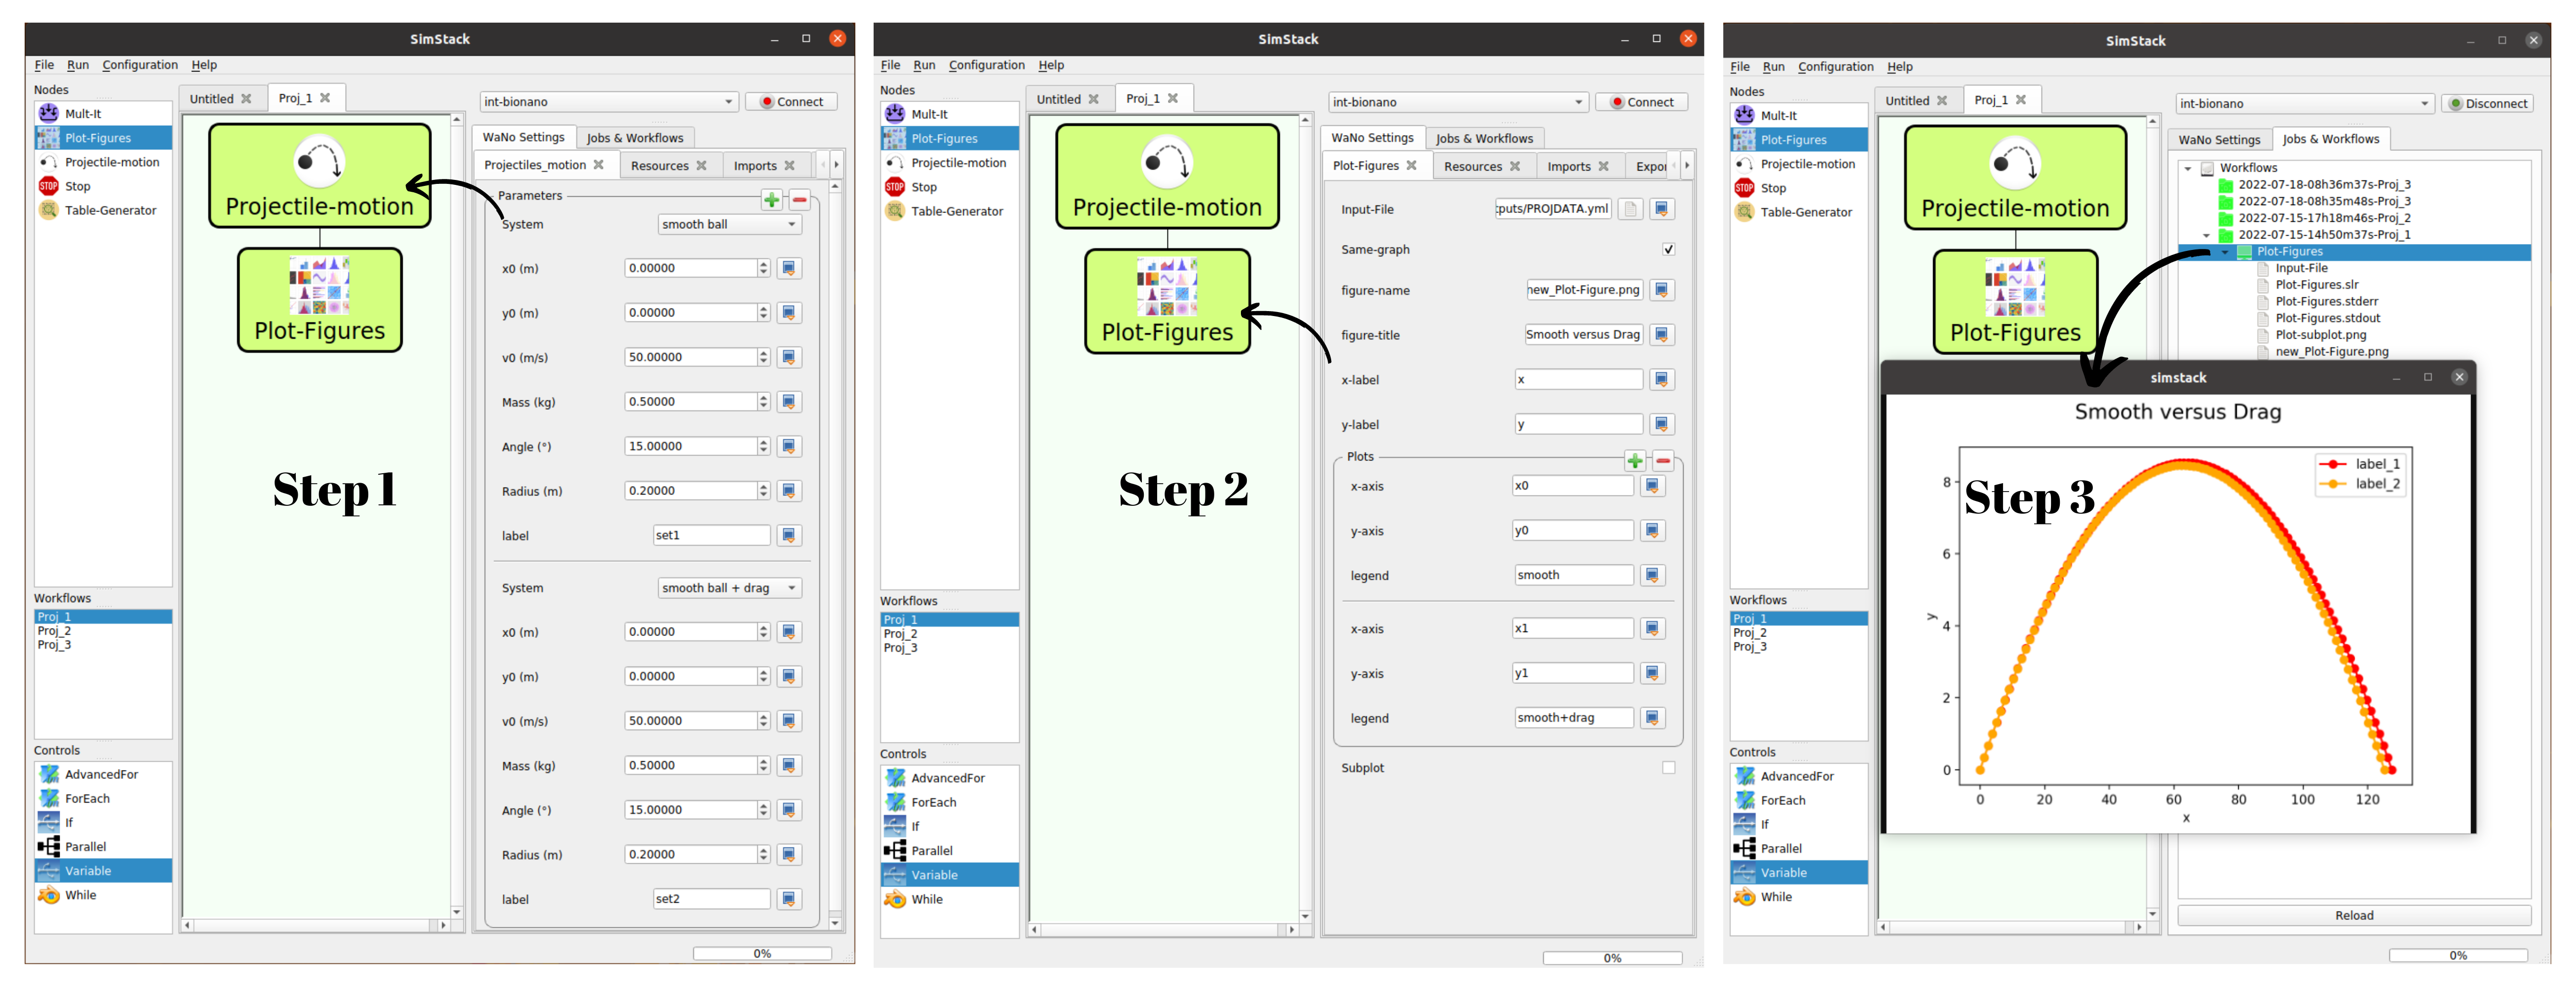 SimStack
File Run Configuration Help
Nodes
Mult-It
Plot-Figures
Projectile-motion
STOP Stop
Table-Generator
Workflows
Proj_1
Proj_2
Proj_3
Controls
AdvancedFor
ForEach
If
Parallel
Variable
While
Untitled Proj_1
Projectile-motion
Plot-Figures
Step 1
int-bionano Connect
WaNo Settings Jobs & Workflows
Projectiles_motion Resources Imports
Parameters
System smooth ball
x0 (m) 0.00000
y0 (m) 0.00000
v0 (m/s) 50.00000
Mass (kg) 0.50000
Angle (°) 15.00000
Radius (m) 0.20000
label set1
System smooth ball + drag
x0 (m) 0.00000
y0 (m) 0.00000
v0 (m/s) 50.00000
Mass (kg) 0.50000
Angle (°) 15.00000
Radius (m) 0.20000
label set2
0%
SimStack
File Run Configuration Help
Nodes
Mult-It
Plot-Figures
Projectile-motion
STOP Stop
Table-Generator
Workflows
Proj_1
Proj_2
Proj_3
Controls
AdvancedFor
ForEach
If
Parallel
Variable
While
Untitled Proj_1
Projectile-motion
Plot-Figures
Step 2
int-bionano Connect
WaNo Settings Jobs & Workflows
Plot-Figures Resources Imports Expor
Input-File puts/PROJDATA.yml
Same-graph
figure-name new_Plot-Figure.png
figure-title Smooth versus Drag
x-label x
y-label y
Plots
x-axis x0
y-axis y0
legend smooth
x-axis x1
y-axis y1
legend smooth+drag
Subplot
0%
SimStack
File Run Configuration Help
Nodes
Mult-It
Plot-Figures
Projectile-motion
STOP Stop
Table-Generator
Workflows
Proj_1
Proj_2
Proj_3
Controls
AdvancedFor
ForEach
If
Parallel
Variable
While
Untitled Proj_1
Projectile-motion
Plot-Figures
int-bionano Disconnect
WaNo Settings Jobs & Workflows
Workflows
2022-07-18-08h36m37s-Proj_3
2022-07-18-08h35m48s-Proj_3
2022-07-15-17h18m46s-Proj_2
2022-07-15-14h50m37s-Proj_1
Plot-Figures
Input-File
Plot-Figures.slr
Plot-Figures.stderr
Plot-Figures.stdout
Plot-subplot.png
new_Plot-Figure.png
simstack
Smooth versus Drag
label_1
label_2
Step 3
8
6
4
2
0
y
0 20 40 60 80 100 120
x
Reload
0%